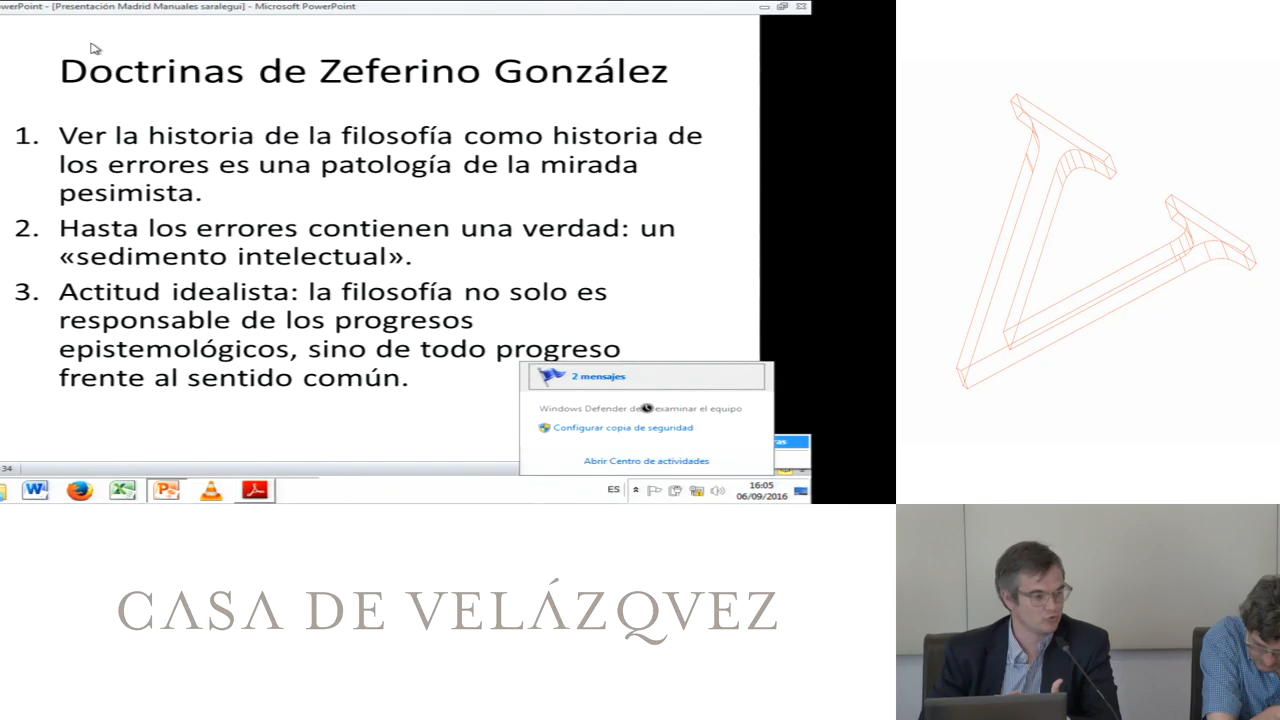 werPoint - [Presentación Madrid Manuales saralegui] - Microsoft PowerPoint
Doctrinas de Zeferino González
1. Ver la historia de la filosofía como historia de
los errores es una patología de la mirada
pesimista.
2. Hasta los errores contienen una verdad: un
«sedimento intelectual».
3. Actitud idealista: la filosofía no solo es
responsable de los progresos
epistemológicos, sino de todo progreso
frente al sentido común.
2 mensajes
Windows Defender examinar el equipo
Configurar copia de seguridad
Abrir Centro de actividades
34
ES
16:05
06/09/2016
CASA DE VELÁZQVEZ